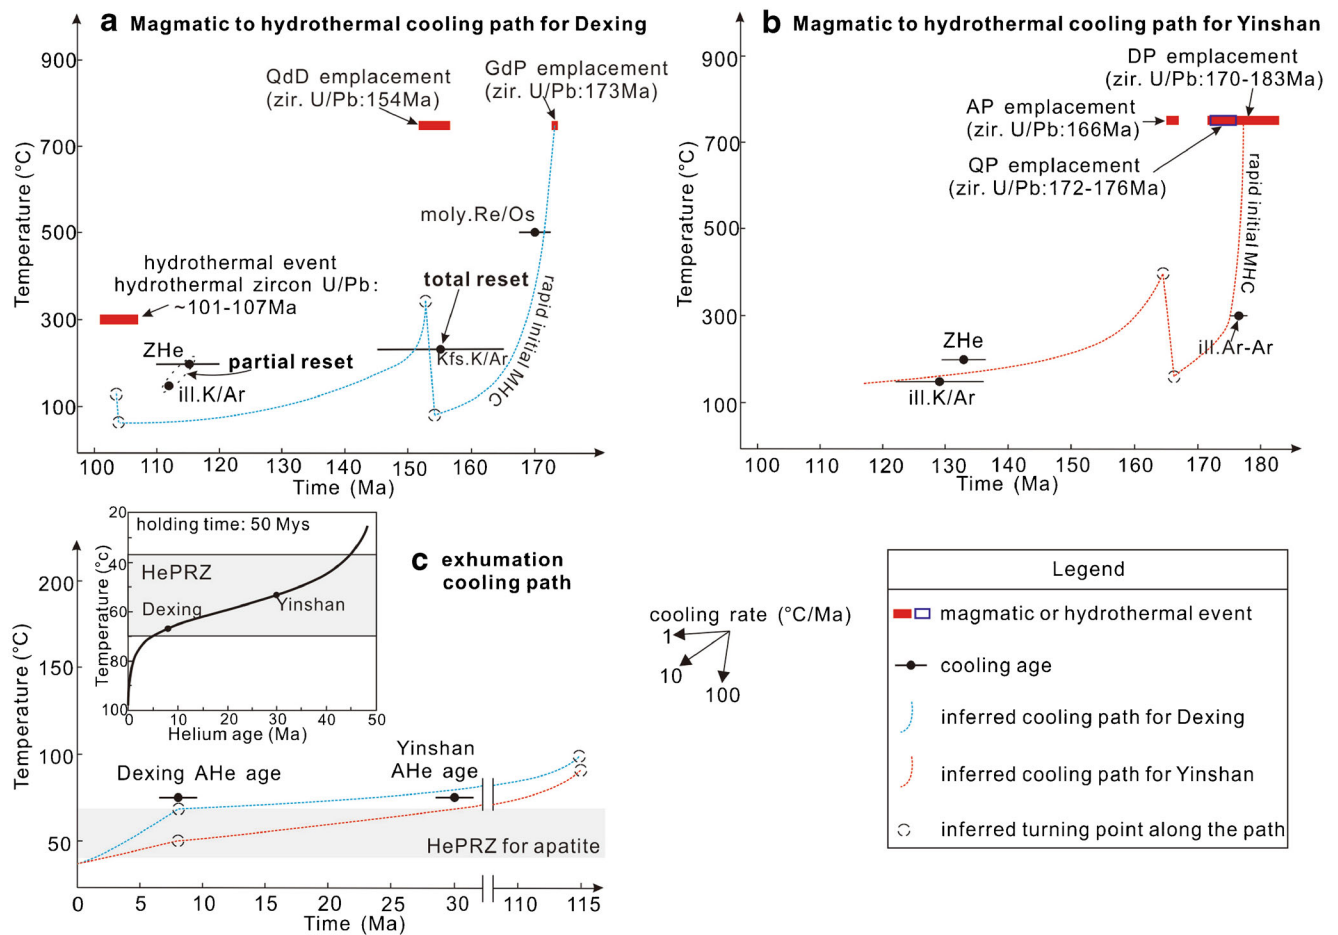 a Magmatic to hydrothermal cooling path for Dexing
900
700
500
300
100
Temperature (°C)
QdD emplacement
(zir. U/Pb:154Ma)
GdP emplacement
(zir. U/Pb:173Ma)
moly.Re/Os
total reset
Kfs.K/Ar
rapid initial MHC
hydrothermal event
hydrothermal zircon U/Pb:
~101-107Ma
ZHe
partial reset
ill.K/Ar
100 110 120 130 140 150 160 170
Time (Ma)
b Magmatic to hydrothermal cooling path for Yinshan
900
700
500
300
100
Temperature (°C)
DP emplacement
(zir. U/Pb:170-183Ma)
AP emplacement
(zir. U/Pb:166Ma)
QP emplacement
(zir. U/Pb:172-176Ma)
rapid initial MHC
ill.Ar-Ar
ZHe
ill.K/Ar
100 110 120 130 140 150 160 170 180
Time (Ma)
c exhumation
cooling path
200
150
100
50
Temperature (°C)
20
40
60
80
100
Temperature (°c)
holding time: 50 Mys
HePRZ
Dexing
Yinshan
0 10 20 30 40 50
Helium age (Ma)
Dexing AHe age
Yinshan
AHe age
HePRZ for apatite
0 5 10 15 20 25 30 110 115
Time (Ma)
cooling rate (°C/Ma)
1
10
100
Legend
magmatic or hydrothermal event
cooling age
inferred cooling path for Dexing
inferred cooling path for Yinshan
inferred turning point along the path